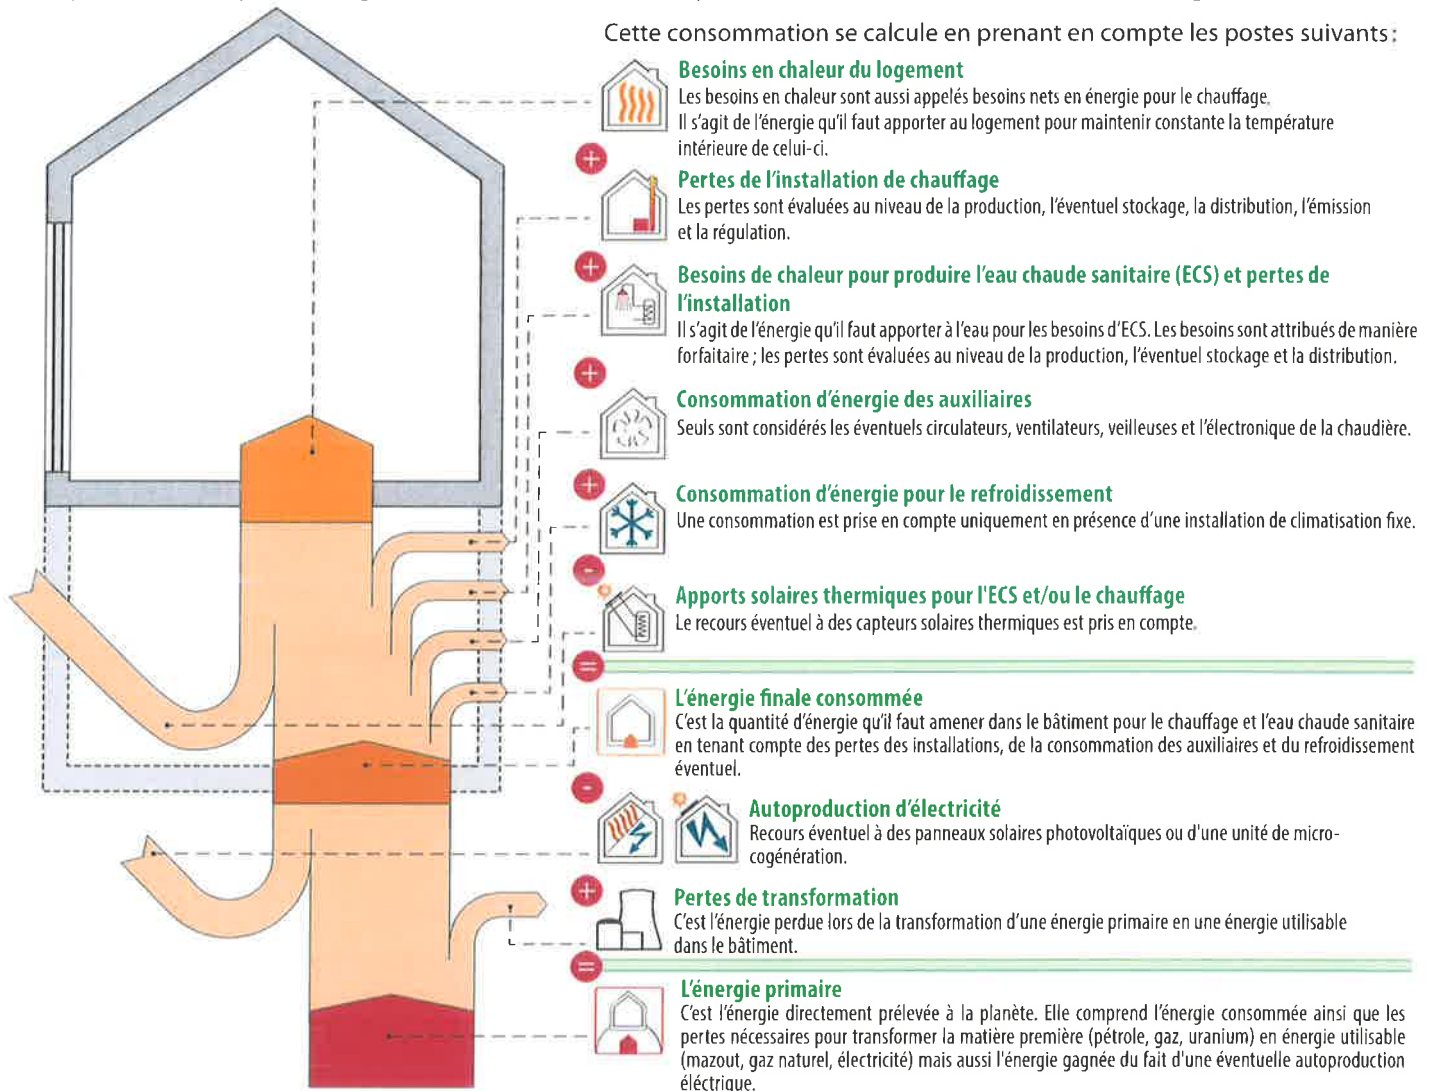 Cette consommation se calcule en prenant en compte les postes suivants :
Besoins en chaleur du logement
Les besoins en chaleur sont aussi appelés besoins nets en énergie pour le chauffage.
Il s'agit de l'énergie qu'il faut apporter au logement pour maintenir constante la température
intérieure de celui-ci.
+
Pertes de l'installation de chauffage
Les pertes sont évaluées au niveau de la production, l'éventuel stockage, la distribution, l'émission
et la régulation.
+
Besoins de chaleur pour produire l'eau chaude sanitaire (ECS) et pertes de
l'installation
Il s'agit de l'énergie qu'il faut apporter à l'eau pour les besoins d'ECS. Les besoins sont attribués de manière
forfaitaire ; les pertes sont évaluées au niveau de la production, l'éventuel stockage et la distribution.
+
Consommation d'énergie des auxiliaires
Seuls sont considérés les éventuels circulateurs, ventilateurs, veilleuses et l'électronique de la chaudière.
+
Consommation d'énergie pour le refroidissement
Une consommation est prise en compte uniquement en présence d'une installation de climatisation fixe.
-
Apports solaires thermiques pour l'ECS et/ou le chauffage
Le recours éventuel à des capteurs solaires thermiques est pris en compte.
=
L'énergie finale consommée
C'est la quantité d'énergie qu'il faut amener dans le bâtiment pour le chauffage et l'eau chaude sanitaire
en tenant compte des pertes des installations, de la consommation des auxiliaires et du refroidissement
éventuel.
-
Autoproduction d'électricité
Recours éventuel à des panneaux solaires photovoltaïques ou d'une unité de micro-
cogénération.
+
Pertes de transformation
C'est l'énergie perdue lors de la transformation d'une énergie primaire en une énergie utilisable
dans le bâtiment.
=
L'énergie primaire
C'est l'énergie directement prélevée à la planète. Elle comprend l'énergie consommée ainsi que les
pertes nécessaires pour transformer la matière première (pétrole, gaz, uranium) en énergie utilisable
(mazout, gaz naturel, électricité) mais aussi l'énergie gagnée du fait d'une éventuelle autoproduction
éléctrique.